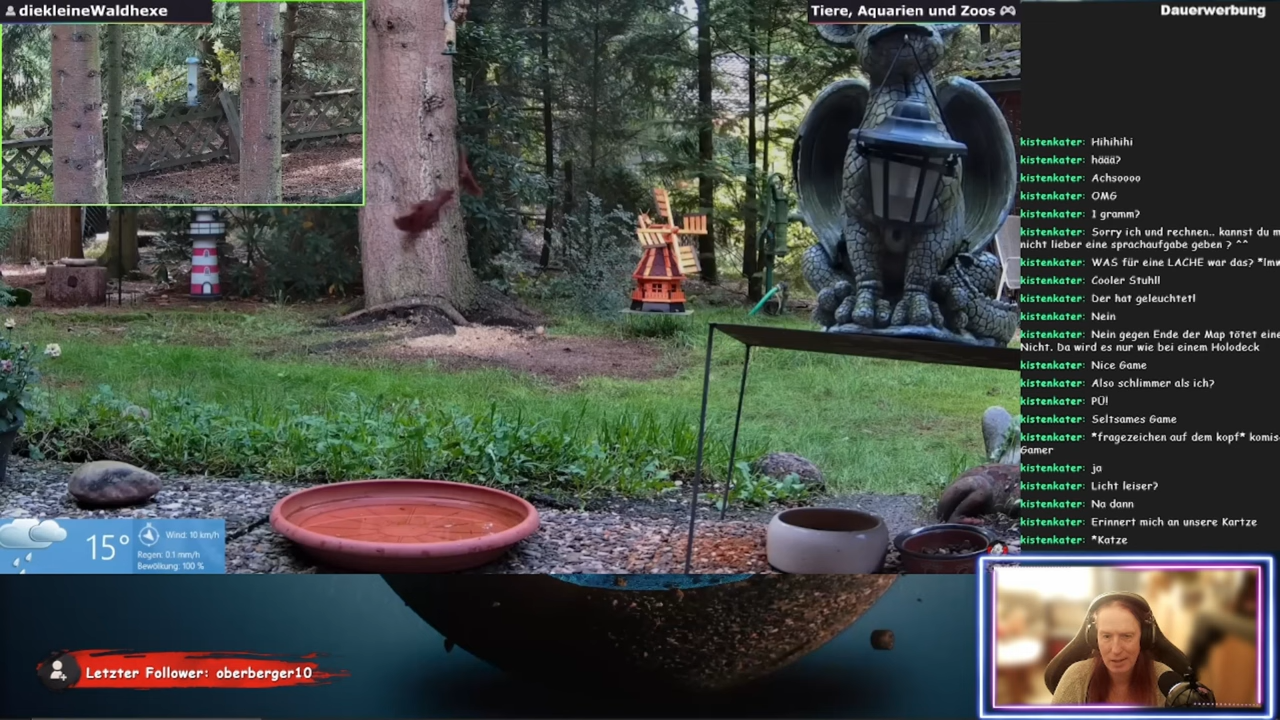 diekleineWaldhexe
Tiere, Aquarien und Zoos
Dauerwerbung
kistenkater: Hihihihi
kistenkater: häää?
kistenkater: Achsoooo
kistenkater: OMG
kistenkater: 1 gramm?
kistenkater: Sorry ich und rechnen.. kannst du m
nicht lieber eine sprachaufgabe geben ? ^^
kistenkater: WAS für eine LACHE war das?
kistenkater: Cooler Stuhl!
kistenkater: Der hat geleuchtet!
kistenkater: Nein
kistenkater: Nein gegen Ende der Map tötet eine
Nicht. Da wird es nur wie bei einem Holodeck
kistenkater: Nice Game
kistenkater: Also schlimmer als ich?
kistenkater: PÜ!
kistenkater: Seltsames Game
kistenkater: *fragezeichen auf dem kopf* komis
Gamer
kistenkater: ja
kistenkater: Licht leiser?
kistenkater: Na dann
kistenkater: Erinnert mich an unsere Kartze
kistenkater: *Katze
15°
Wind: 10 km/h
Regen: 0.1 mm/h
Bewölkung: 100 %
Letzter Follower: oberberger10